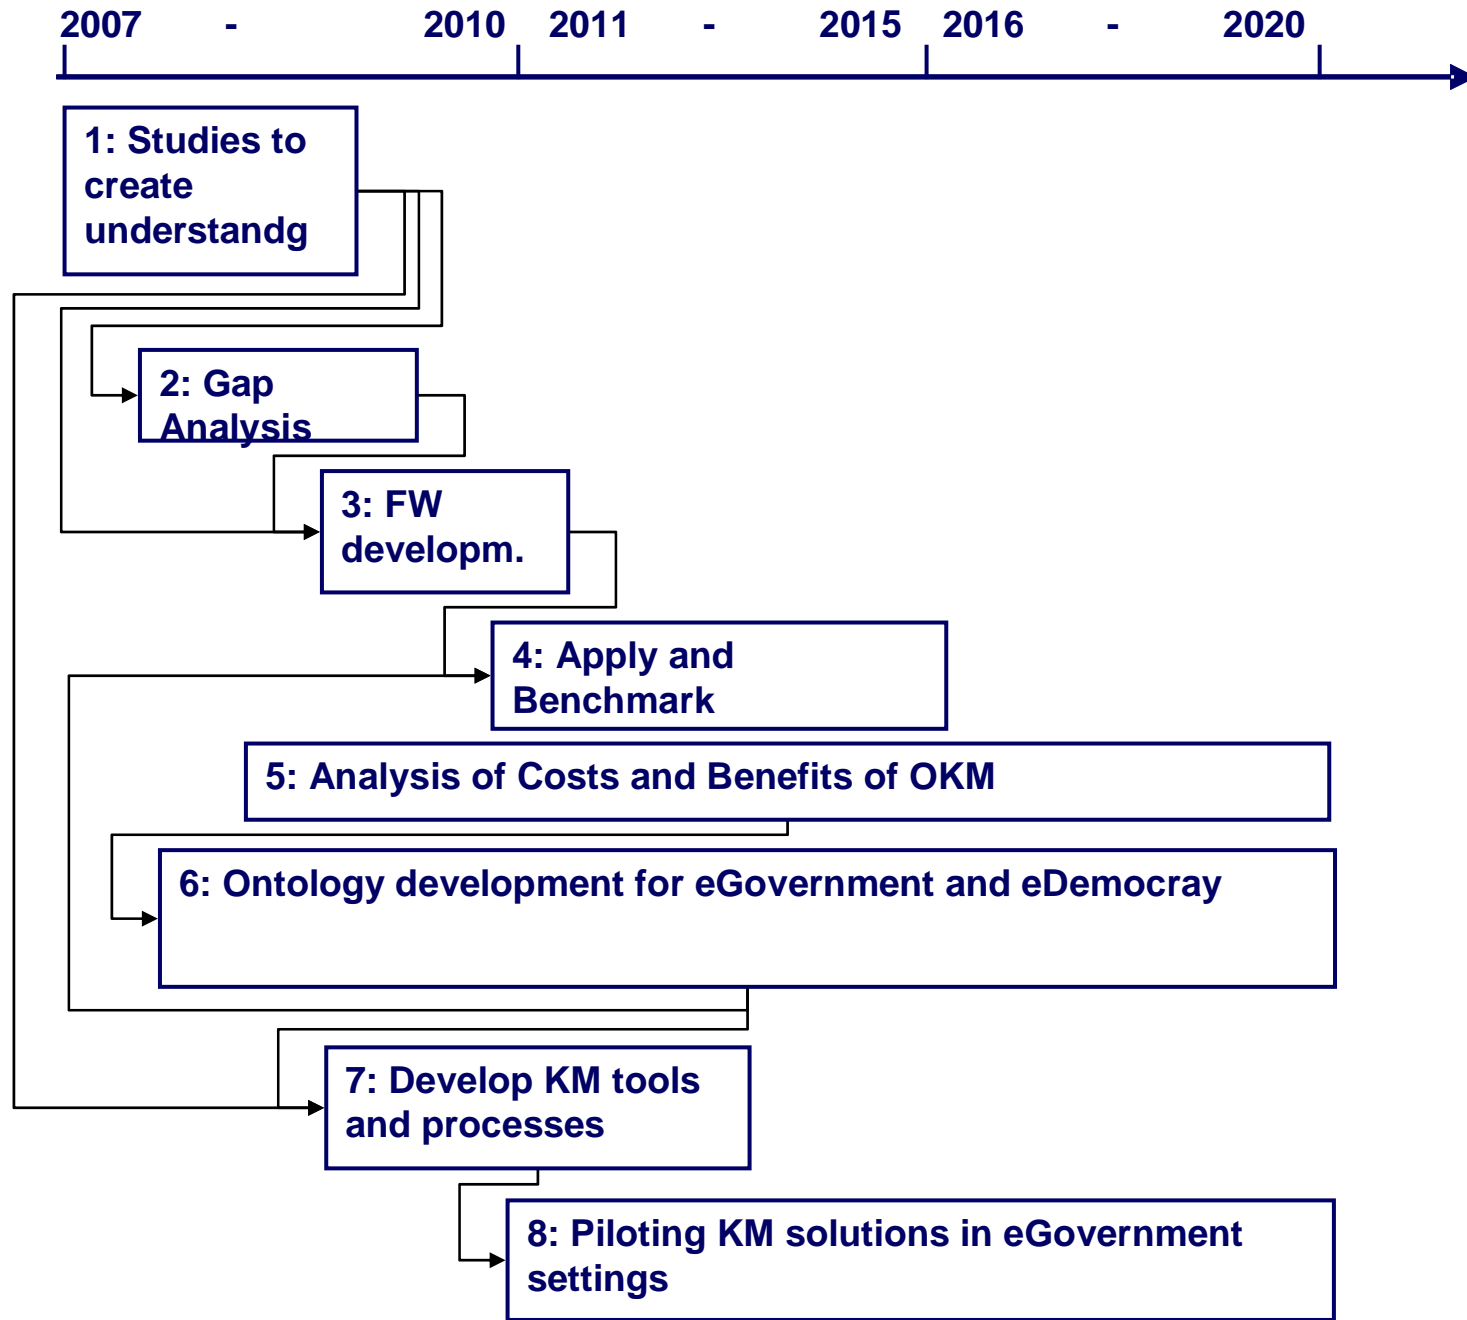 2007 - 2010 2011 - 2015 2016 - 2020
1: Studies to
create
understandg
2: Gap
Analysis
3: FW
developm.
4: Apply and
Benchmark
5: Analysis of Costs and Benefits of OKM
6: Ontology development for eGovernment and eDemocray
7: Develop KM tools
and processes
8: Piloting KM solutions in eGovernment
settings